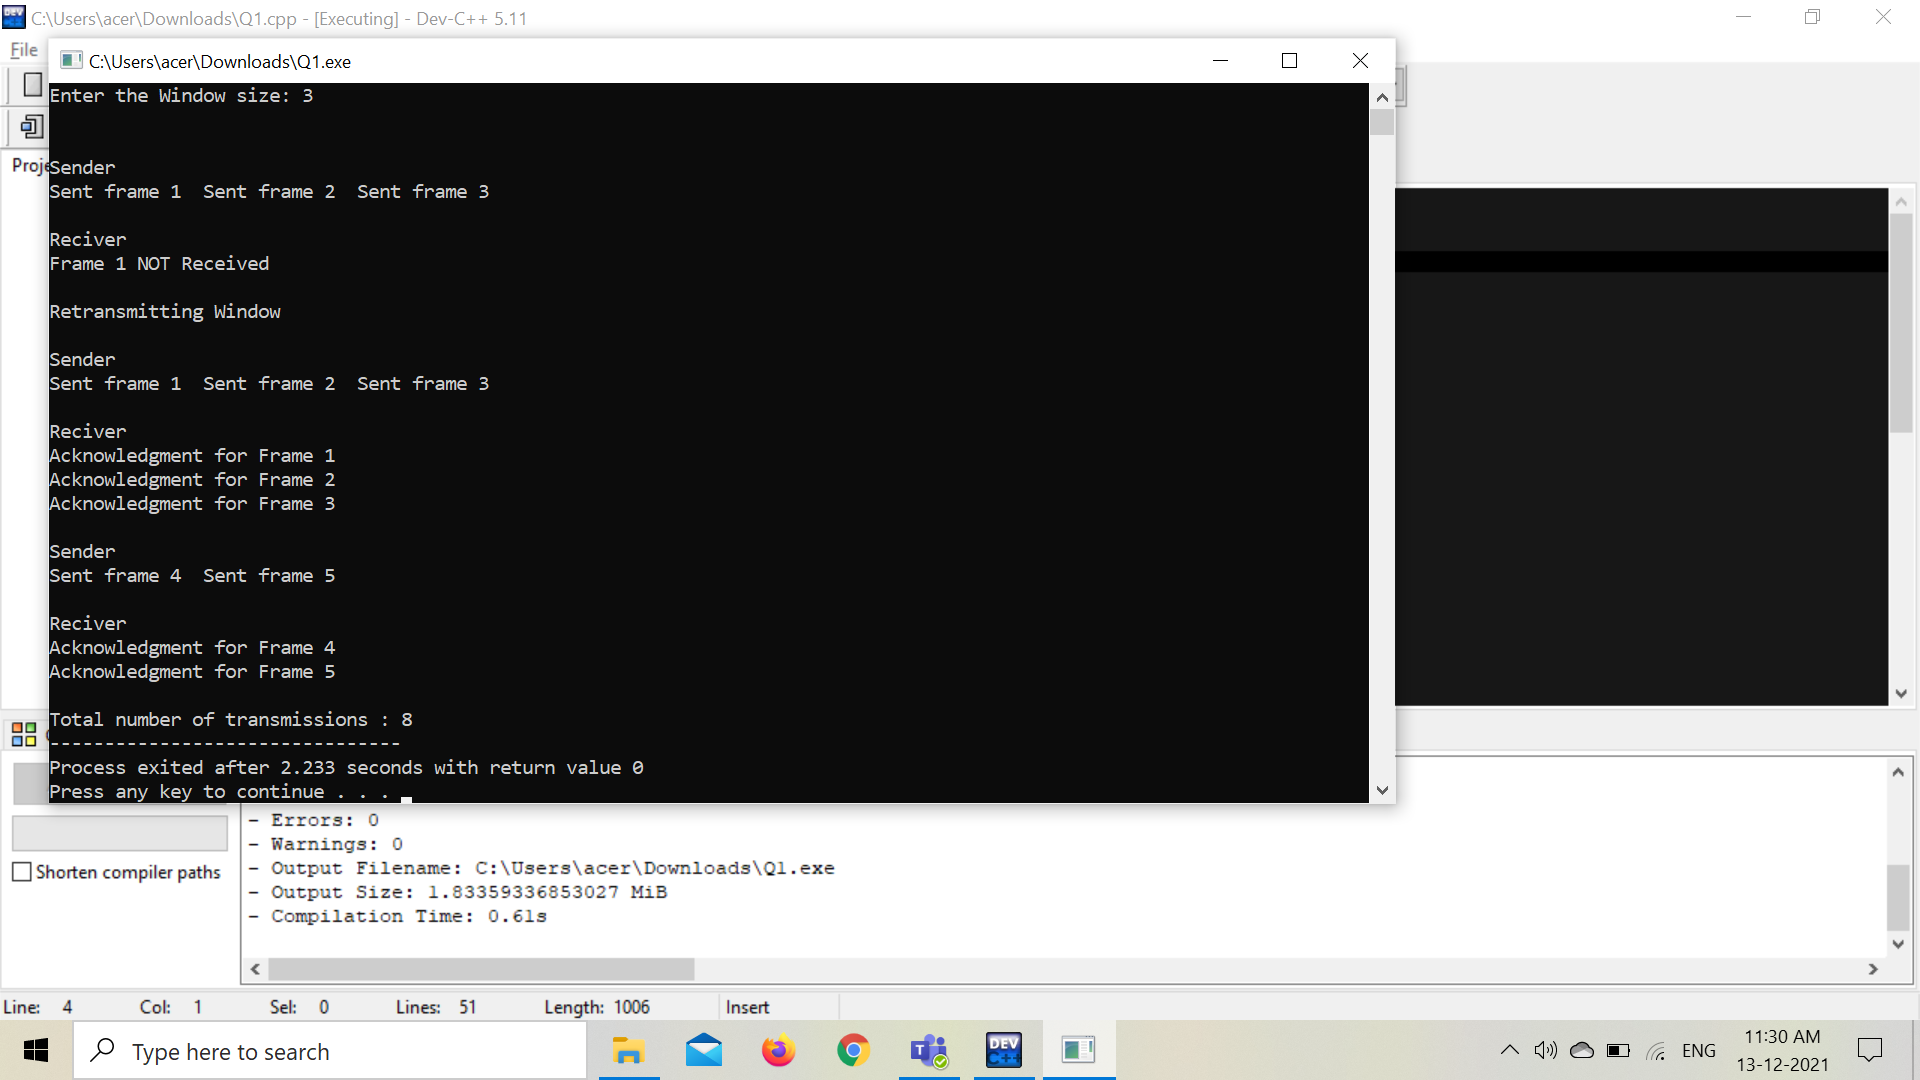 C:\Users\acer\Downloads\Q1.cpp - [Executing] - Dev-C++ 5.11
File
C:\Users\acer\Downloads\Q1.exe
Enter the Window size: 3
Sender
Sent frame 1  Sent frame 2  Sent frame 3
Reciver
Frame 1 NOT Received
Retransmitting Window
Sender
Sent frame 1  Sent frame 2  Sent frame 3
Reciver
Acknowledgment for Frame 1
Acknowledgment for Frame 2
Acknowledgment for Frame 3
Sender
Sent frame 4  Sent frame 5
Reciver
Acknowledgment for Frame 4
Acknowledgment for Frame 5
Total number of transmissions : 8
--------------------------------
Process exited after 2.233 seconds with return value 0
Press any key to continue . . .
Proje
- Errors: 0
- Warnings: 0
- Output Filename: C:\Users\acer\Downloads\Q1.exe
- Output Size: 1.83359336853027 MiB
- Compilation Time: 0.61s
Shorten compiler paths
Line: 4 Col: 1 Sel: 0 Lines: 51 Length: 1006 Insert
Type here to search
DEV C++
ENG
11:30 AM
13-12-2021